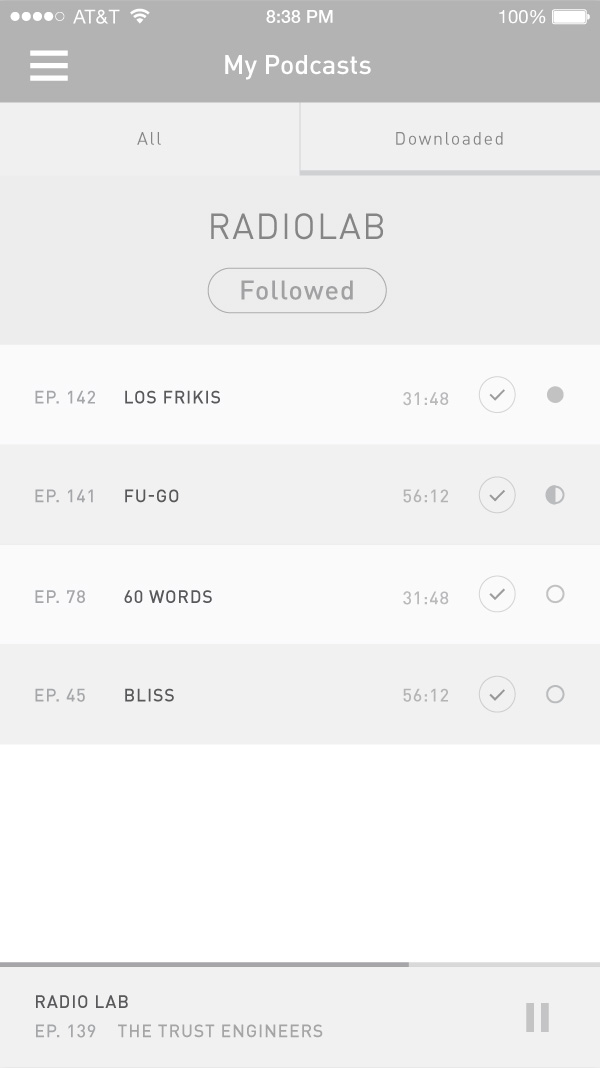 AT&T 8:38 PM 100%
My Podcasts
All Downloaded
RADIOLAB
Followed
EP. 142 LOS FRIKIS 31:48
EP. 141 FU-GO 56:12
EP. 78 60 WORDS 31:48
EP. 45 BLISS 56:12
RADIO LAB
EP. 139 THE TRUST ENGINEERS